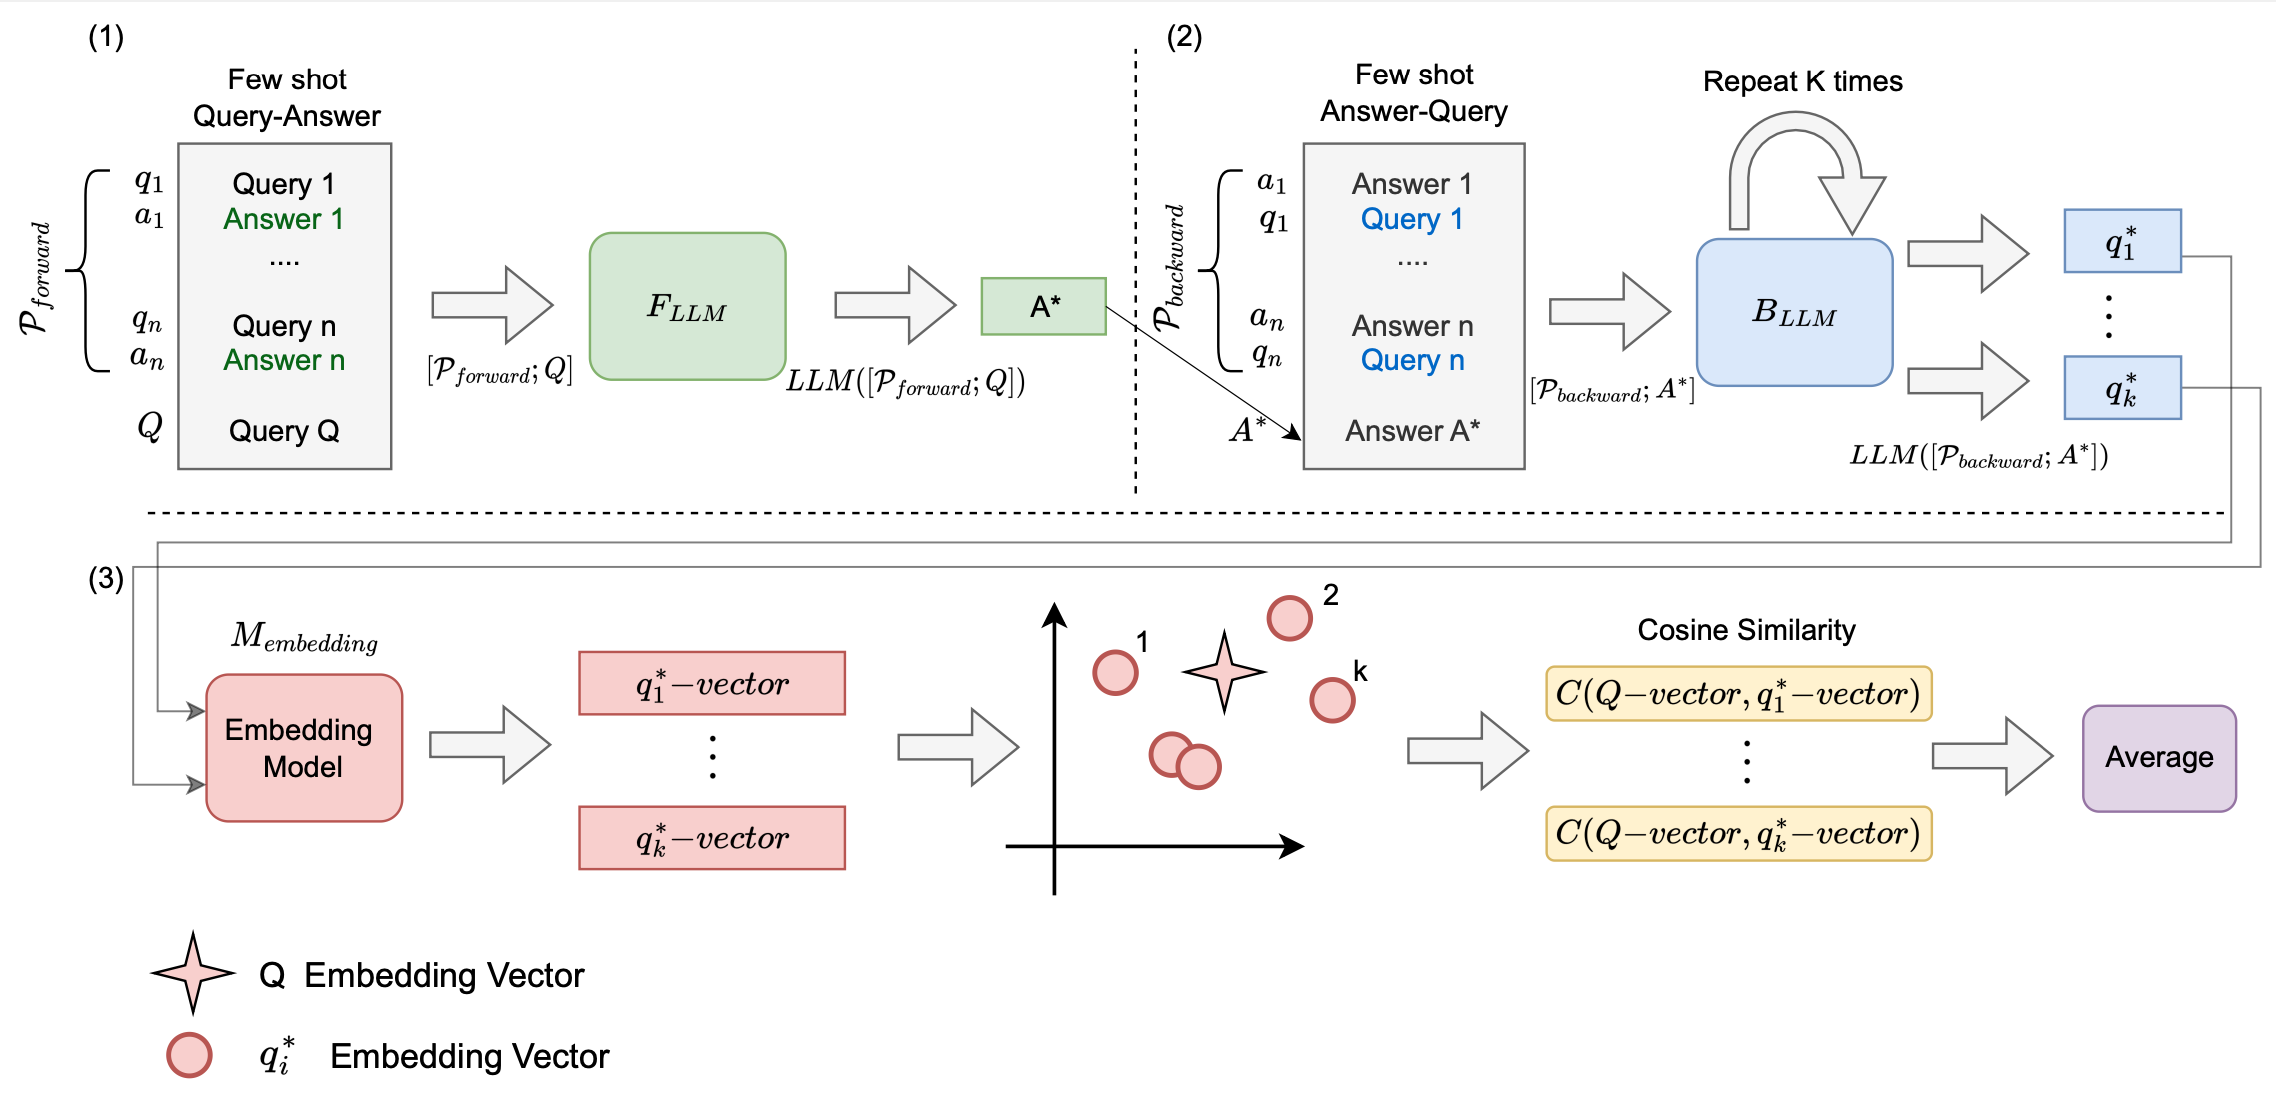 (1)
Few shot
Query-Answer
$\mathcal{P}_{forward}$
$q_1$ Query 1
$a_1$ Answer 1
....
$q_n$ Query n
$a_n$ Answer n
$Q$ Query Q
$[\mathcal{P}_{forward}; Q]$
$F_{LLM}$
$LLM([\mathcal{P}_{forward}; Q])$
A*
(2)
Few shot
Answer-Query
$\mathcal{P}_{backward}$
$a_1$ Answer 1
$q_1$ Query 1
....
$a_n$ Answer n
$q_n$ Query n
$A^*$ Answer A*
$[\mathcal{P}_{backward}; A^*]$
Repeat K times
$B_{LLM}$
$q_1^*$
⋮
$q_k^*$
$LLM([\mathcal{P}_{backward}; A^*])$
(3)
$M_{embedding}$
Embedding
Model
$q_1^*-vector$
⋮
$q_k^*-vector$
1
2
k
Cosine Similarity
$C(Q-vector, q_1^*-vector)$
⋮
$C(Q-vector, q_k^*-vector)$
Average
Q Embedding Vector
$q_i^*$ Embedding Vector